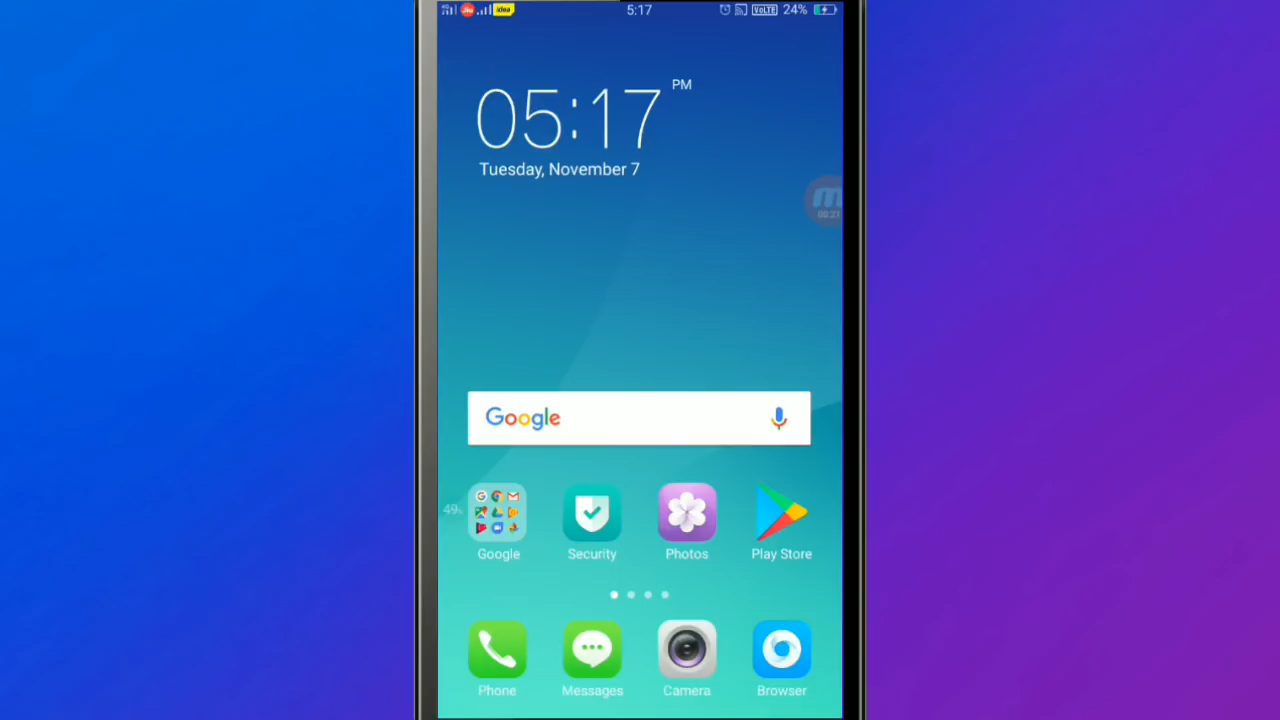 Jio
idea
5:17
VoLTE
24%
05:17
PM
Tuesday, November 7
Google
49%
Google
Security
Photos
Play Store
Phone
Messages
Camera
Browser